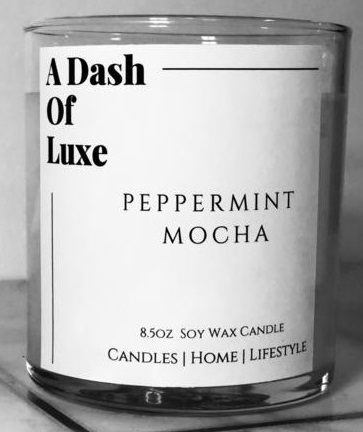 A Dash
Of
Luxe
PEPPERMINT
MOCHA
8.5oz Soy Wax Candle
Candles | Home | Lifestyle